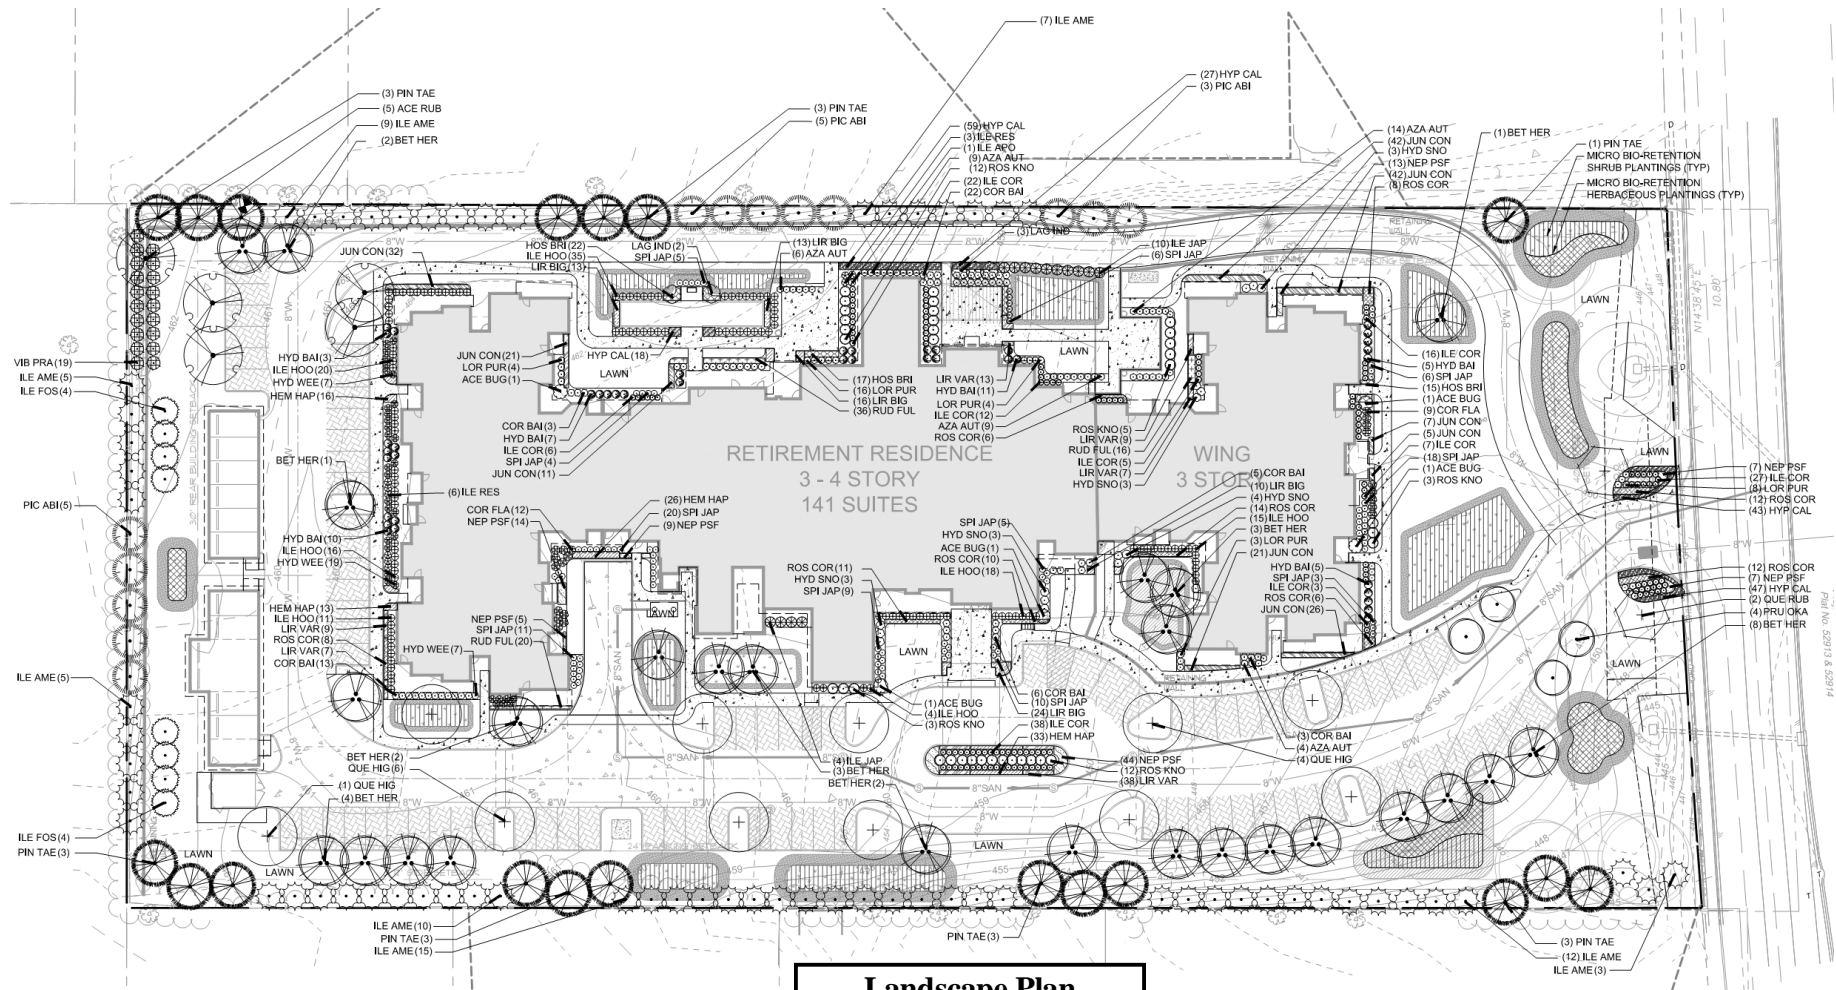 (7) ILE AME
(27) HYP CAL
(3) PIC ABI
(3) PIN TAE
(5) ACE RUB
(9) ILE AME
(2) BET HER
(3) PIN TAE
(5) PIC ABI
(59) HYP CAL
(3) ILE RES
(1) ILE APO
(9) AZA AUT
(12) ROS KNO
(22) ILE COR
(22) COR BAI
(14) AZA AUT
(42) JUN CON
(3) HYD SNO
(13) NEP PSF
(42) JUN CON
(8) ROS COR
(1) BET HER
(1) PIN TAE
MICRO BIO-RETENTION
SHRUB PLANTINGS (TYP)
MICRO BIO-RETENTION
HERBACEOUS PLANTINGS (TYP)
JUN CON (32)
HOS BRI (22)
ILE HOO (35)
LIR BIG (13)
LAG IND (2)
SPI JAP (5)
(13) LIR BIG
(6) AZA AUT
(3) LAG IND
(10) ILE JAP
(6) SPI JAP
RETAINING
WALL
LAWN
VIB PRA (19)
ILE AME (5)
ILE FOS (4)
HYD BAI (3)
ILE HOO (20)
HYD WEE (7)
HEM HAP (16)
JUN CON (21)
LOR PUR (4)
ACE BUG (1)
HYP CAL (18)
LAWN
COR BAI (3)
HYD BAI (7)
ILE COR (6)
SPI JAP (4)
JUN CON (11)
(17) HOS BRI
(16) LOR PUR
(16) LIR BIG
(36) RUD FUL
LIR VAR (13)
HYD BAI (11)
LOR PUR (4)
ILE COR (12)
AZA AUT (9)
ROS COR (6)
LAWN
ROS KNO (5)
LIR VAR (9)
RUD FUL (16)
ILE COR (5)
LIR VAR (7)
HYD SNO (3)
(16) ILE COR
(5) HYD BAI
(6) SPI JAP
(15) HOS BRI
(1) ACE BUG
(9) COR FLA
(7) JUN CON
(7) ILE COR
(5) JUN CON
(18) SPI JAP
(1) ACE BUG
(3) ROS KNO
RETIREMENT RESIDENCE
3 - 4 STORY
141 SUITES
WING
3 STORY
BET HER (1)
PIC ABI (5)
(6) ILE RES
COR FLA (12)
NEP PSF (14)
(26) HEM HAP
(20) SPI JAP
(9) NEP PSF
HYD BAI (10)
ILE HOO (16)
HYD WEE (19)
SPI JAP (5)
HYD SNO (3)
ACE BUG (1)
ROS COR (10)
ILE HOO (18)
(5) COR BAI
(10) LIR BIG
(4) HYD SNO
(14) ROS COR
(15) ILE HOO
(3) BET HER
(3) LOR PUR
(21) JUN CON
(7) NEP PSF
(27) ILE COR
(8) LOR PUR
(12) ROS COR
(43) HYP CAL
HYD BAI (5)
SPI JAP (3)
ILE COR (3)
ROS COR (6)
JUN CON (26)
(12) ROS COR
(7) NEP PSF
(47) HYP CAL
(2) QUE RUB
(4) PRU OKA
(8) BET HER
ROS COR (11)
HYD SNO (3)
SPI JAP (9)
HEM HAP (13)
ILE HOO (11)
LIR VAR (9)
ROS COR (8)
LIR VAR (7)
COR BAI (13)
NEP PSF (5)
SPI JAP (11)
RUD FUL (20)
HYD WEE (7)
LAWN
LAWN
LAWN
RETAINING
WALL
ILE AME (5)
(1) ACE BUG
(4) ILE HOO
(3) ROS KNO
(6) COR BAI
(10) SPI JAP
(24) LIR BIG
(38) ILE COR
(33) HEM HAP
(3) COR BAI
(4) AZA AUT
(4) QUE HIG
BET HER (2)
QUE HIG (6)
(1) QUE HIG
(4) BET HER
(4) ILE JAP
(3) BET HER
BET HER (2)
(44) NEP PSF
(12) ROS KNO
(38) LIR VAR
ILE FOS (4)
PIN TAE (3)
LAWN
LAWN
LAWN
ILE AME (10)
PIN TAE (3)
ILE AME (15)
PIN TAE (3)
(3) PIN TAE
(12) ILE AME
ILE AME (3)
N14°38'45"E
10.80'
Plat No. 52913 & 52914
Landscape Plan